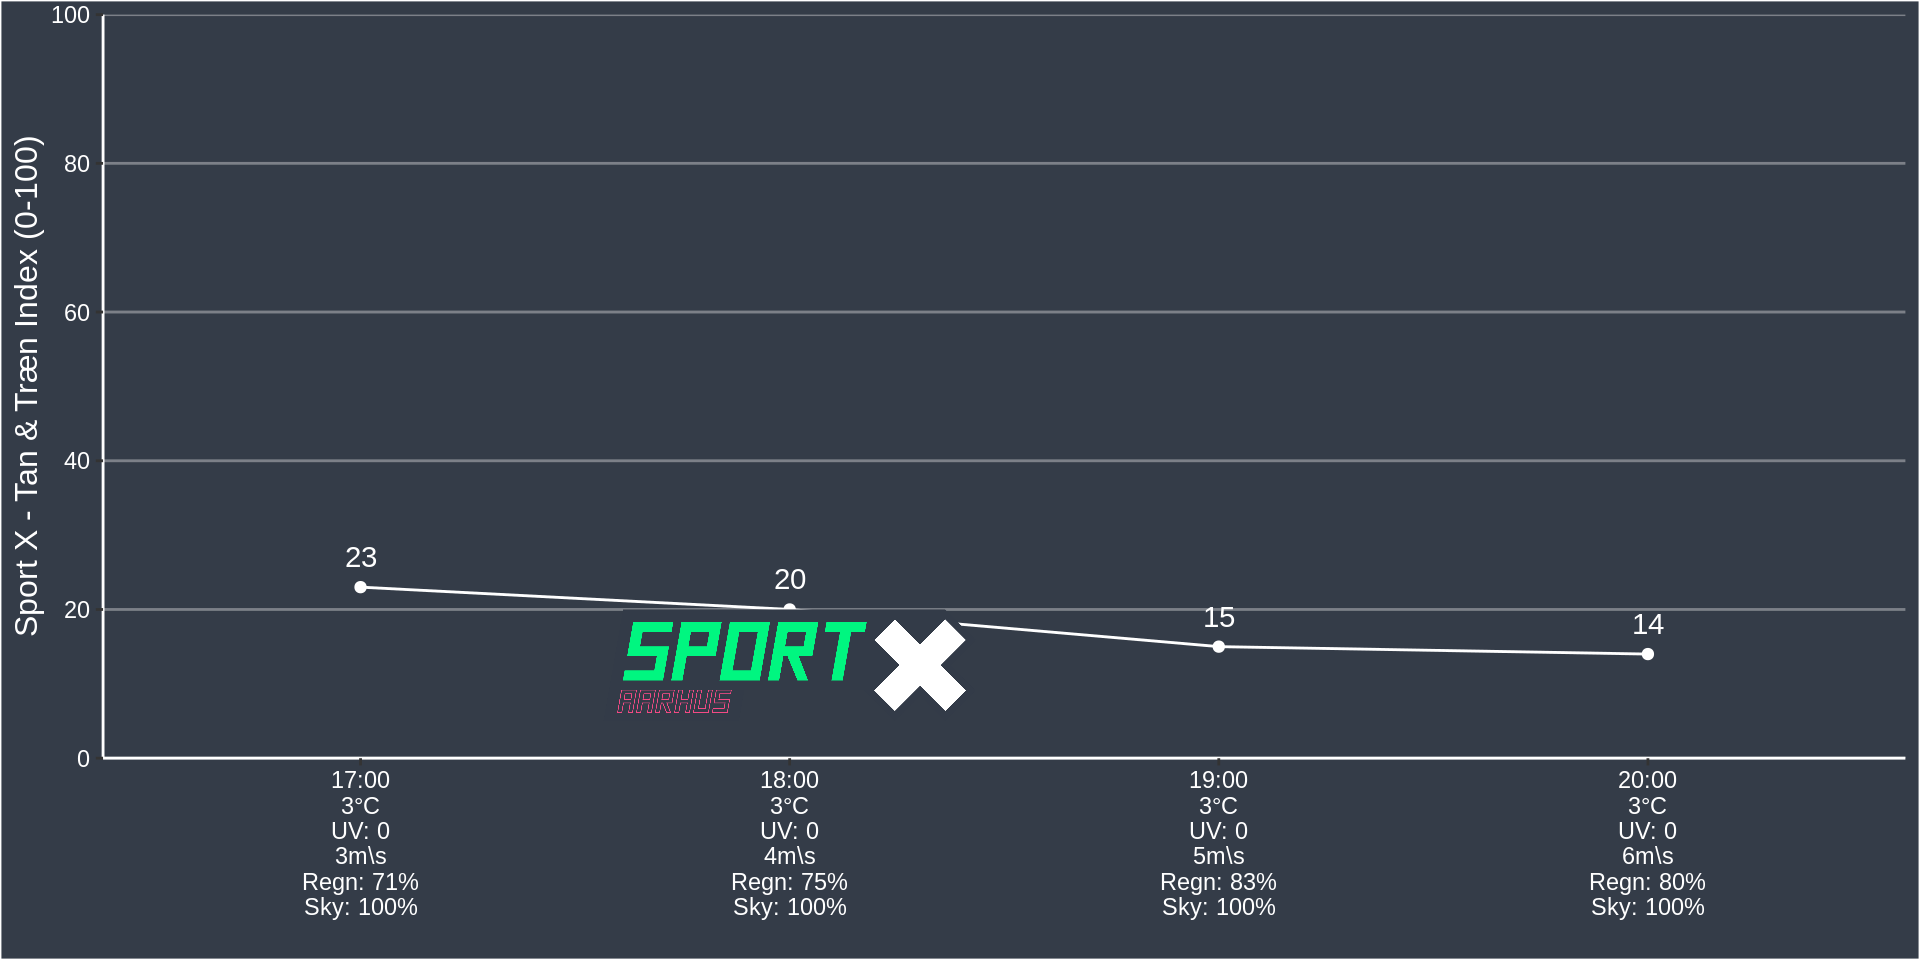 Sport X - Tan & Træn Index (0-100)
100
80
60
40
20
0
23
20
15
14
SPORT X
AARHUS
17:00
3°C
UV: 0
3m\s
Regn: 71%
Sky: 100%
18:00
3°C
UV: 0
4m\s
Regn: 75%
Sky: 100%
19:00
3°C
UV: 0
5m\s
Regn: 83%
Sky: 100%
20:00
3°C
UV: 0
6m\s
Regn: 80%
Sky: 100%